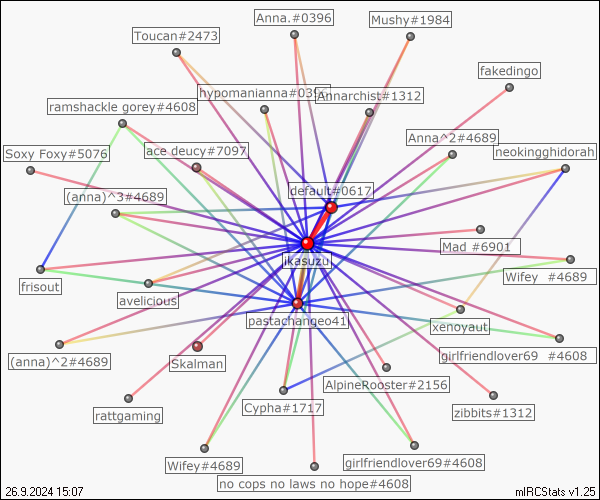 Anna.#0396
Mushy#1984
Toucan#2473
fakedingo
hypomanianna#039
Annarchist#1312
ramshackle gorey#4608
Anna^2#4689
Soxy Foxy#5076
ace deucy#7097
neokingghidorah
(anna)^3#4689
default#0617
Mad #6901
ikasuzu
Wifey #4689
frisout
avelicious
pastachangeo41
xenoyaut
(anna)^2#4689
Skalman
girlfriendlover69 #4608
AlpineRooster#2156
rattgaming
Cypha#1717
zibbits#1312
Wifey#4689
girlfriendlover69#4608
no cops no laws no hope#4608
26.9.2024 15:07
mIRCStats v1.25